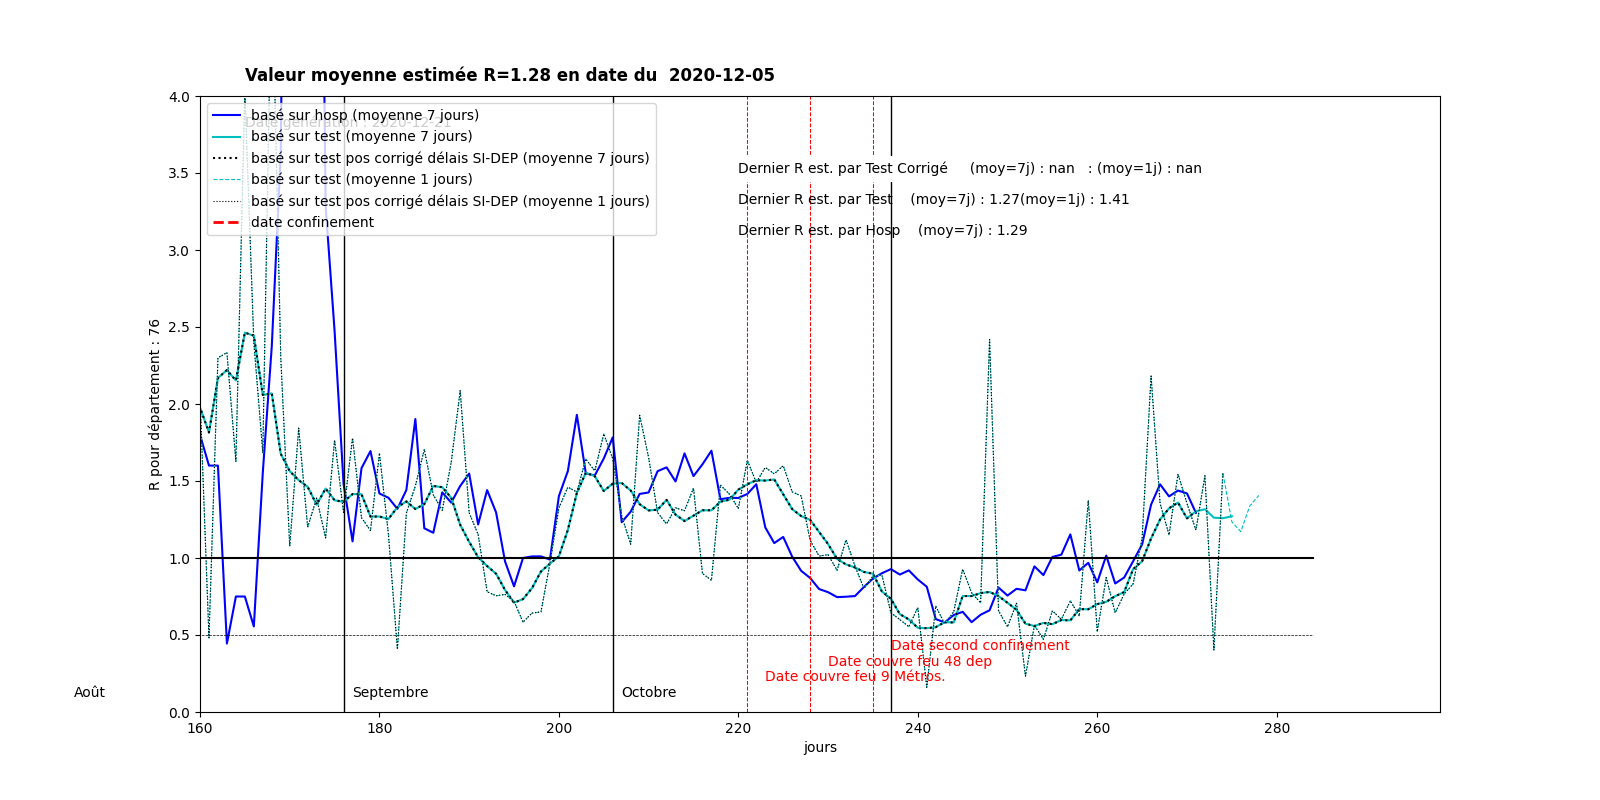 Valeur moyenne estimée R=1.28 en date du  2020-12-05
Date génération : 2020-12-21
basé sur hosp (moyenne 7 jours)
basé sur test (moyenne 7 jours)
basé sur test pos corrigé délais SI-DEP (moyenne 7 jours)
basé sur test (moyenne 1 jours)
basé sur test pos corrigé délais SI-DEP (moyenne 1 jours)
date confinement
Dernier R est. par Test Corrigé     (moy=7j) : nan   : (moy=1j) : nan
Dernier R est. par Test    (moy=7j) : 1.27(moy=1j) : 1.41
Dernier R est. par Hosp    (moy=7j) : 1.29
R pour département : 76
4.0
3.5
3.0
2.5
2.0
1.5
1.0
0.5
0.0
Date second confinement
Date couvre feu 48 dep
Date couvre feu 9 Métros.
Août
Septembre
Octobre
160
180
200
220
240
260
280
jours